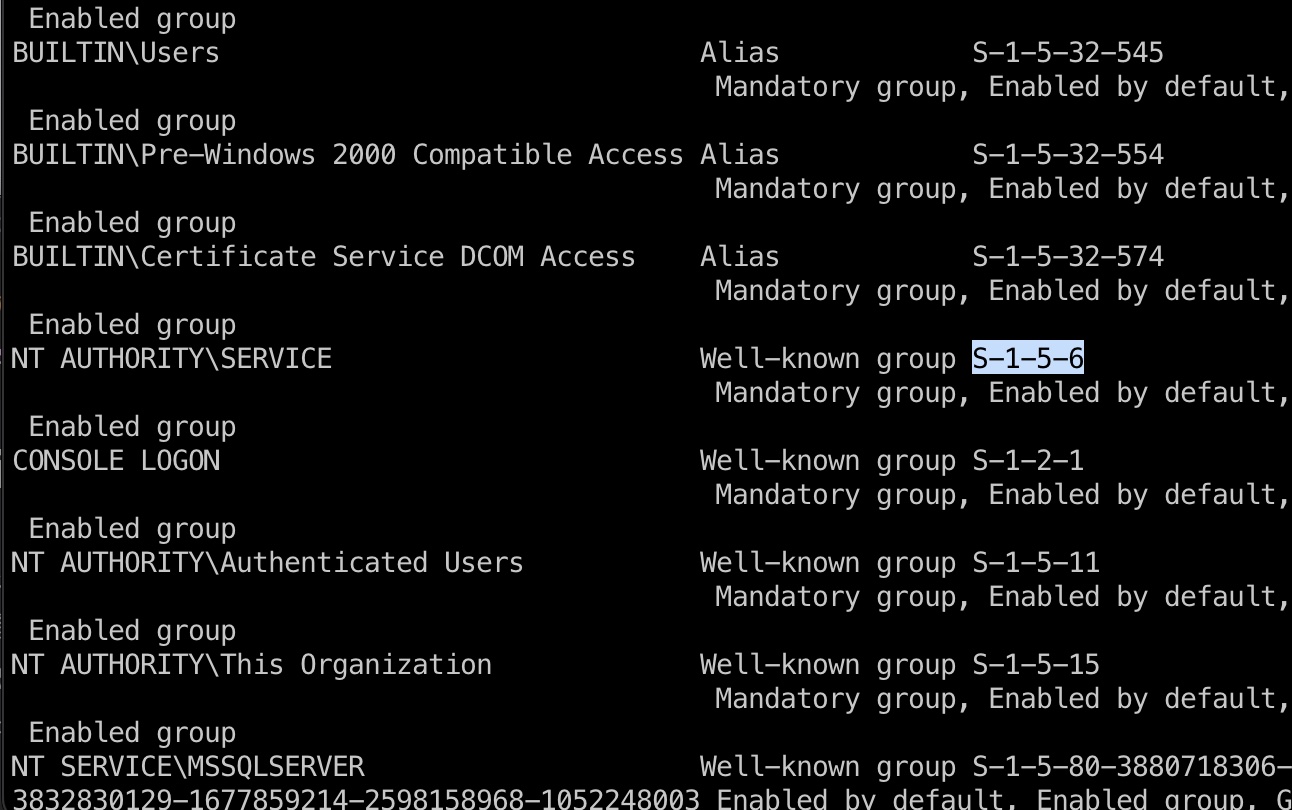 Enabled group
BUILTIN\Users Alias S-1-5-32-545
Mandatory group, Enabled by default,
Enabled group
BUILTIN\Pre-Windows 2000 Compatible Access Alias S-1-5-32-554
Mandatory group, Enabled by default,
Enabled group
BUILTIN\Certificate Service DCOM Access Alias S-1-5-32-574
Mandatory group, Enabled by default,
Enabled group
NT AUTHORITY\SERVICE Well-known group S-1-5-6
Mandatory group, Enabled by default,
Enabled group
CONSOLE LOGON Well-known group S-1-2-1
Mandatory group, Enabled by default,
Enabled group
NT AUTHORITY\Authenticated Users Well-known group S-1-5-11
Mandatory group, Enabled by default,
Enabled group
NT AUTHORITY\This Organization Well-known group S-1-5-15
Mandatory group, Enabled by default,
Enabled group
NT SERVICE\MSSQLSERVER Well-known group S-1-5-80-3880718306-
3832830129-1677859214-2598158968-1052248003 Enabled by default, Enabled group, G